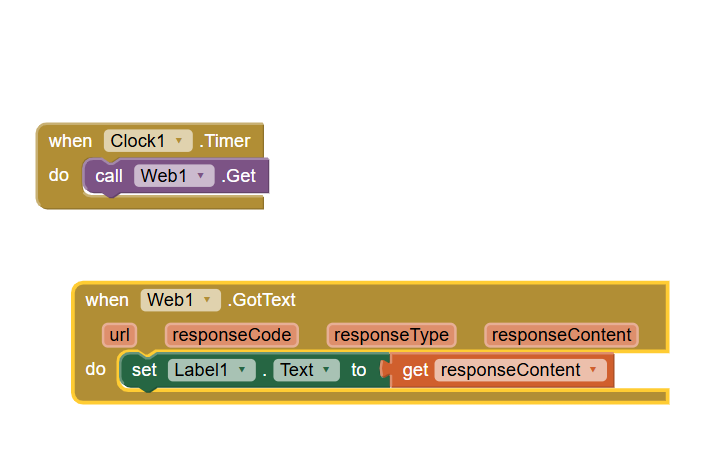 when Clock1 .Timer
do call Web1 .Get
when Web1 .GotText
url responseCode responseType responseContent
do set Label1 . Text to get responseContent